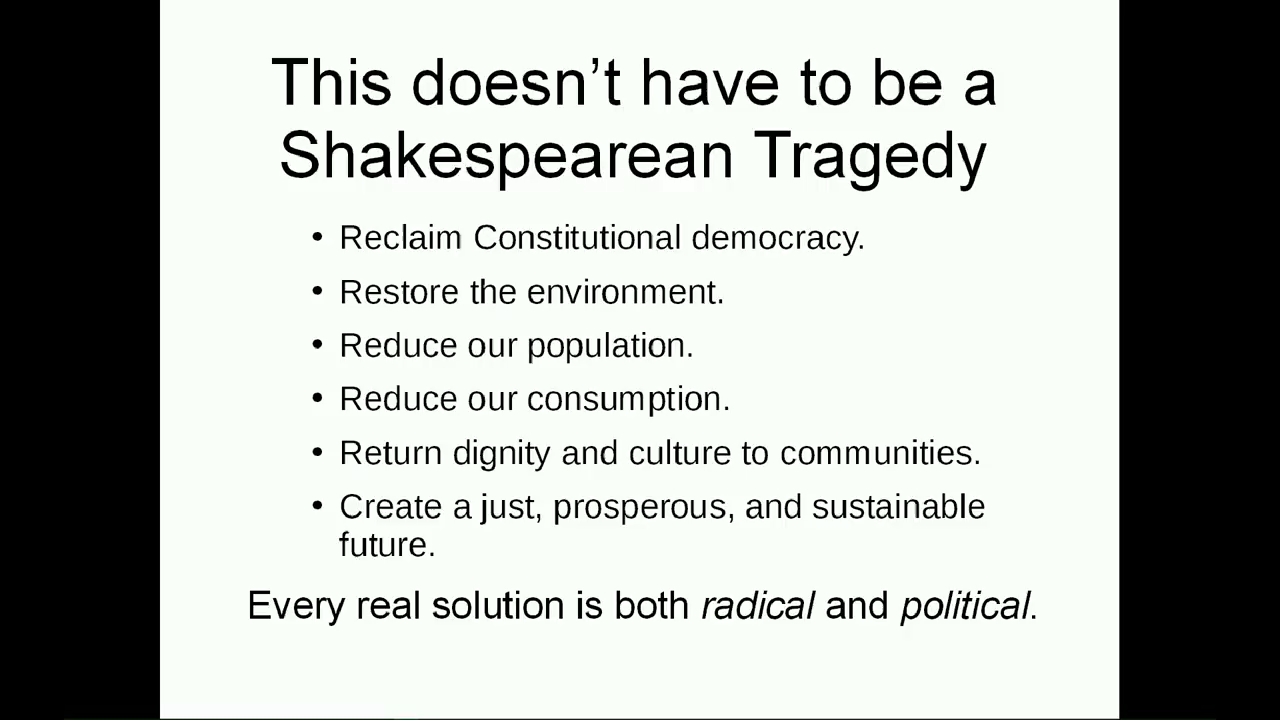 This doesn’t have to be a
Shakespearean Tragedy
• Reclaim Constitutional democracy.
• Restore the environment.
• Reduce our population.
• Reduce our consumption.
• Return dignity and culture to communities.
• Create a just, prosperous, and sustainable
future.
Every real solution is both radical and political.